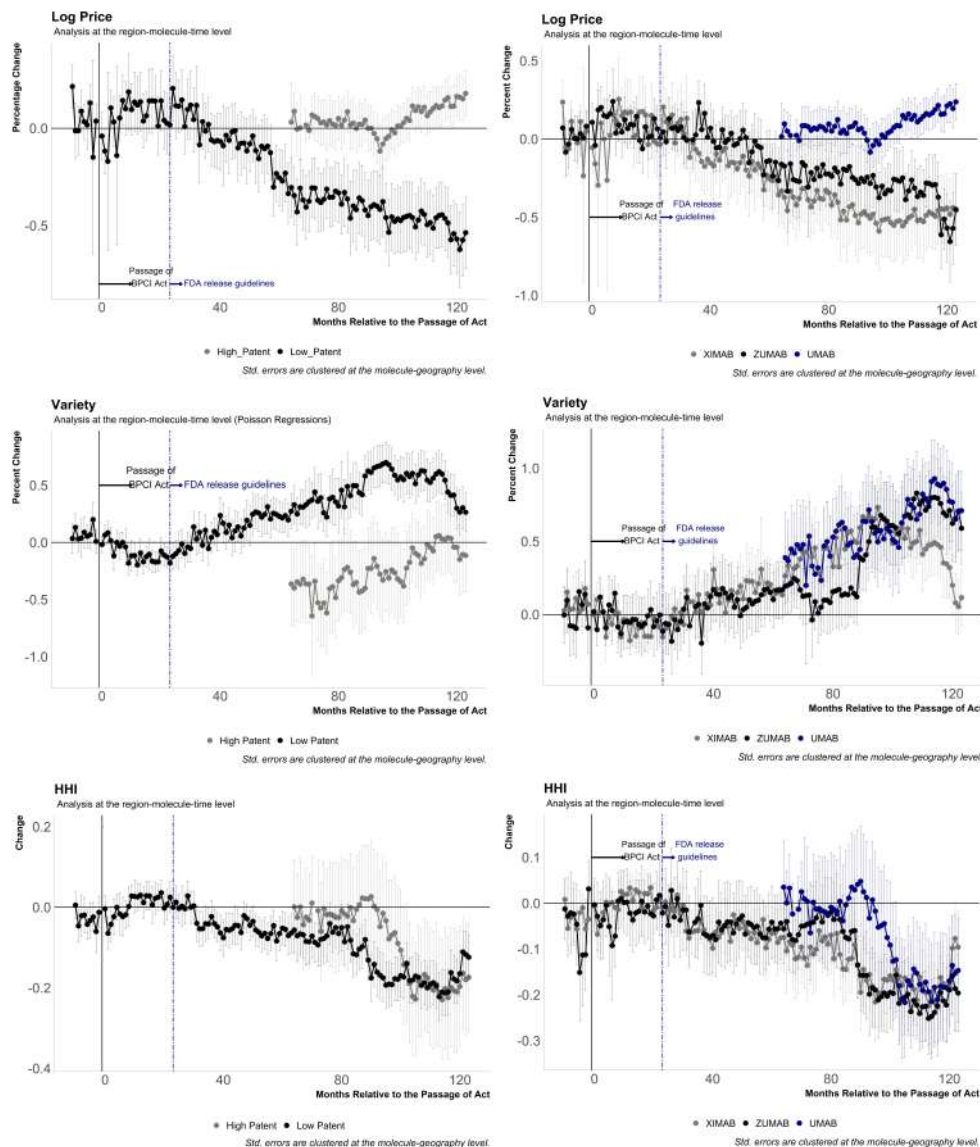 Log Price
Analysis at the region-molecule-time level
Percentage Change
0.0
-0.5
Passage of
BPCI Act
FDA release guidelines
0
40
80
120
Months Relative to the Passage of Act
High_Patent
Low_Patent
Std. errors are clustered at the molecule-geography level.
Log Price
Analysis at the region-molecule-time level
Percent Change
0.5
0.0
-0.5
-1.0
Passage of
BPCI Act
FDA release
guidelines
0
40
80
120
Months Relative to the Passage of Act
XIMAB
ZUMAB
UMAB
Std. errors are clustered at the molecule-geography level.
Variety
Analysis at the region-molecule-time level (Poisson Regressions)
Percent Change
0.5
0.0
-0.5
-1.0
Passage of
BPCI Act
FDA release guidelines
0
40
80
120
Months Relative to the Passage of Act
High Patent
Low Patent
Std. errors are clustered at the molecule-geography level.
Variety
Analysis at the region-molecule-time level
Percent Change
1.0
0.5
0.0
Passage of
BPCI Act
FDA release
guidelines
0
40
80
120
Months Relative to the Passage of Act
XIMAB
ZUMAB
UMAB
Std. errors are clustered at the molecule-geography level.
HHI
Analysis at the region-molecule-time level
Change
0.2
0.0
-0.2
-0.4
0
40
80
120
Months Relative to the Passage of Act
High Patent
Low Patent
Std. errors are clustered at the molecule-geography level.
HHI
Analysis at the region-molecule-time level
Change
0.1
0.0
-0.1
-0.2
-0.3
Passage of
BPCI Act
FDA release
guidelines
0
40
80
120
Months Relative to the Passage of Act
XIMAB
ZUMAB
UMAB
Std. errors are clustered at the molecule-geography level.